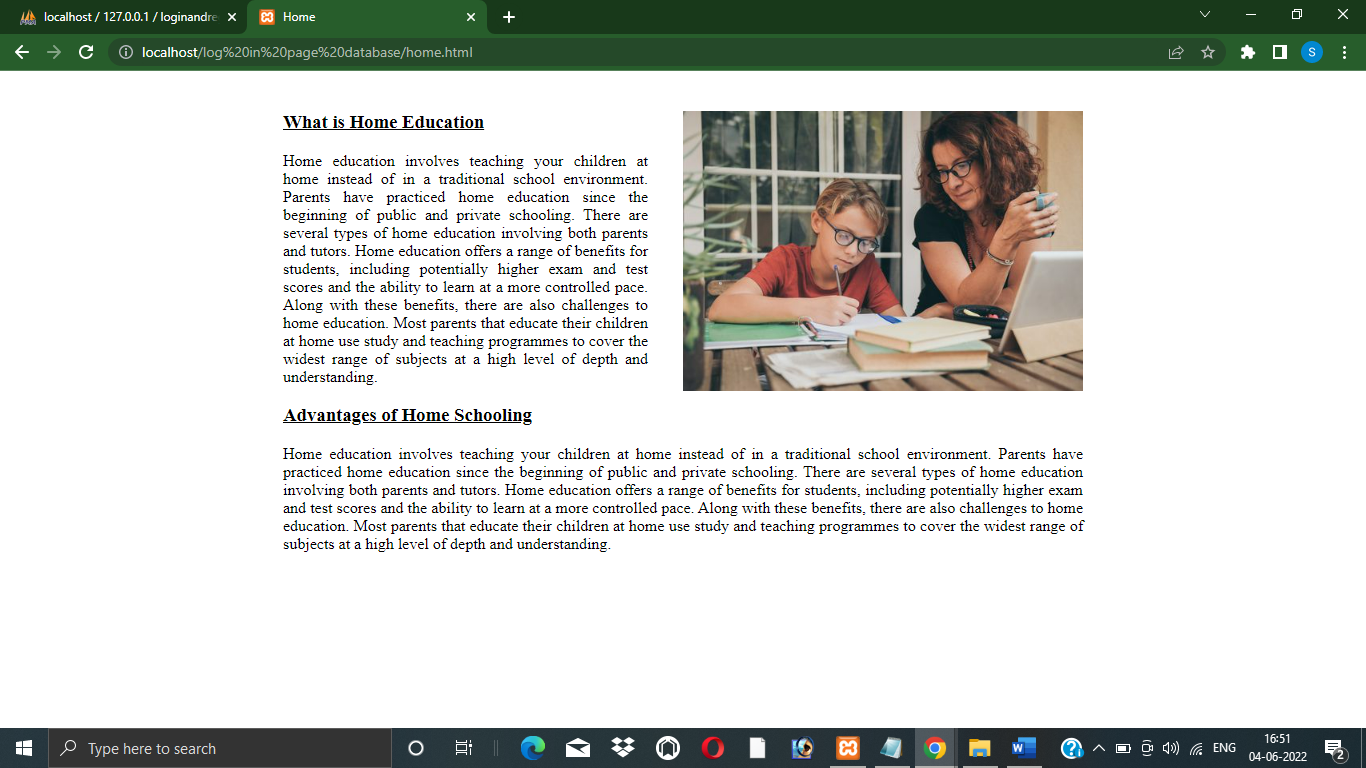 localhost / 127.0.0.1 / loginandre
Home
localhost/log%20in%20page%20database/home.html
S
What is Home Education
Home education involves teaching your children at
home instead of in a traditional school environment.
Parents have practiced home education since the
beginning of public and private schooling. There are
several types of home education involving both parents
and tutors. Home education offers a range of benefits for
students, including potentially higher exam and test
scores and the ability to learn at a more controlled pace.
Along with these benefits, there are also challenges to
home education. Most parents that educate their children
at home use study and teaching programmes to cover the
widest range of subjects at a high level of depth and
understanding.
Advantages of Home Schooling
Home education involves teaching your children at home instead of in a traditional school environment. Parents have
practiced home education since the beginning of public and private schooling. There are several types of home education
involving both parents and tutors. Home education offers a range of benefits for students, including potentially higher exam
and test scores and the ability to learn at a more controlled pace. Along with these benefits, there are also challenges to home
education. Most parents that educate their children at home use study and teaching programmes to cover the widest range of
subjects at a high level of depth and understanding.
Type here to search
ENG
16:51
04-06-2022
2